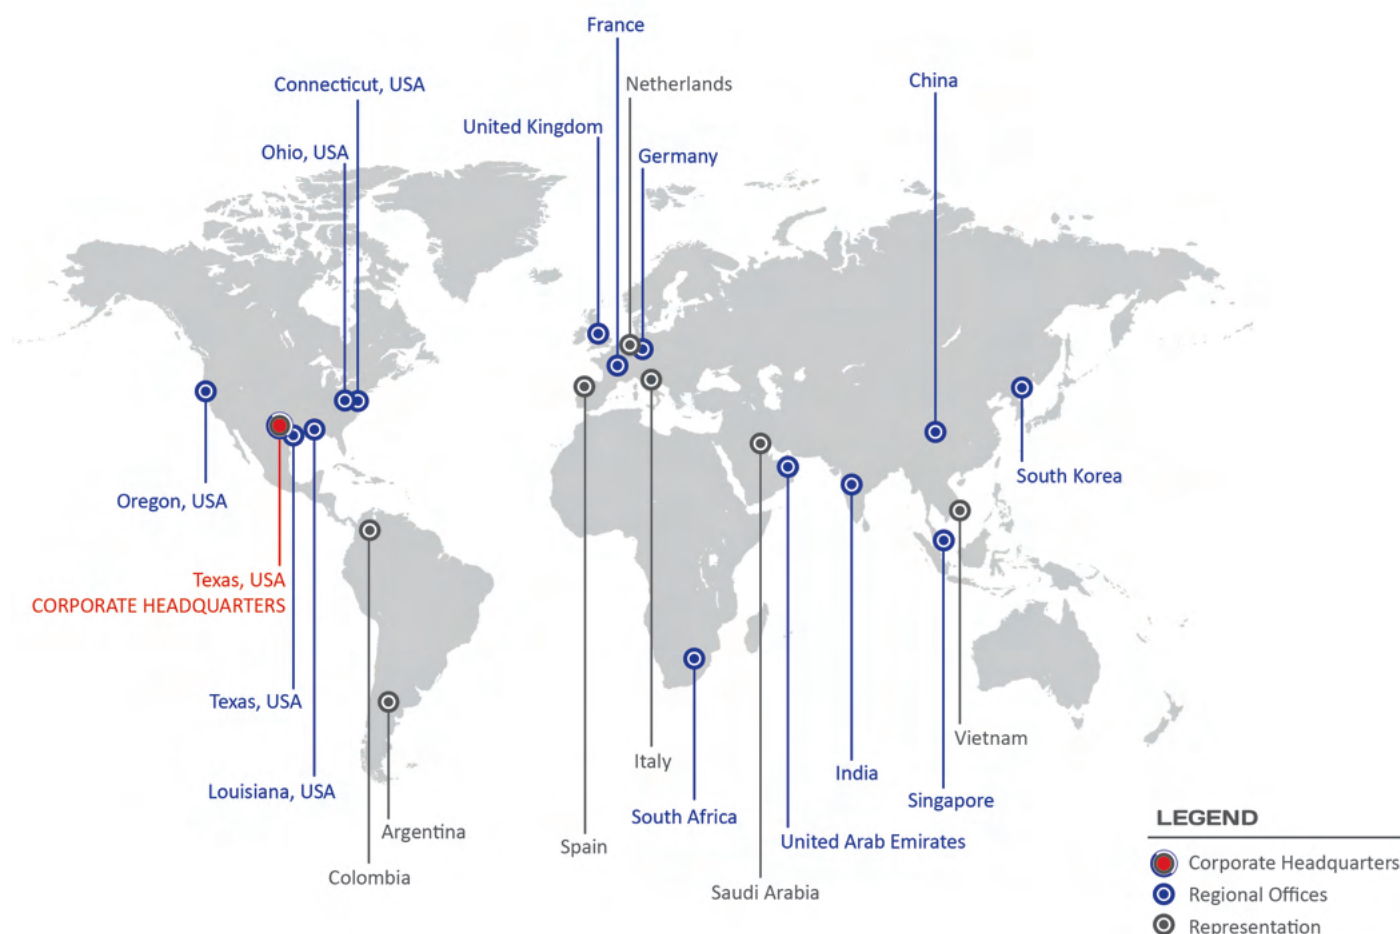 France
Connecticut, USA
Netherlands
China
United Kingdom
Ohio, USA
Germany
South Korea
Oregon, USA
Texas, USA
CORPORATE HEADQUARTERS
Texas, USA
Vietnam
Italy
India
Louisiana, USA
Singapore
South Africa
Argentina
United Arab Emirates
Spain
Colombia
Saudi Arabia
LEGEND
Corporate Headquarters
Regional Offices
Representation